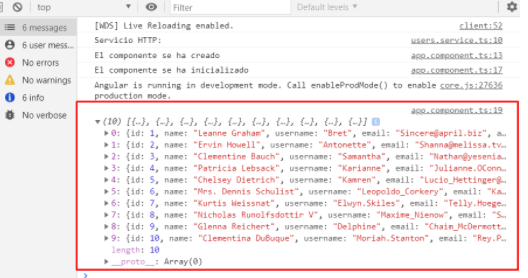 top
Filter
Default levels ▼
6 messages
6 user mess...
No errors
No warnings
6 info
No verbose
[WDS] Live Reloading enabled. client:52
Servicio HTTP: users.service.ts:10
El componente se ha creado app.component.ts:13
El componente se ha inicializado app.component.ts:17
Angular is running in development mode. Call enableProdMode() to enable core.js:27636
production mode.
app.component.ts:19
▼(10) [{…}, {…}, {…}, {…}, {…}, {…}, {…}, {…}, {…}, {…}]
▶ 0: {id: 1, name: "Leanne Graham", username: "Bret", email: "Sincere@april.biz", a…
▶ 1: {id: 2, name: "Ervin Howell", username: "Antonette", email: "Shanna@melissa.tv…
▶ 2: {id: 3, name: "Clementine Bauch", username: "Samantha", email: "Nathan@yesenia…
▶ 3: {id: 4, name: "Patricia Lebsack", username: "Karianne", email: "Julianne.OConn…
▶ 4: {id: 5, name: "Chelsey Dietrich", username: "Kamren", email: "Lucio_Hettinger@…
▶ 5: {id: 6, name: "Mrs. Dennis Schulist", username: "Leopoldo_Corkery", email: "Ka…
▶ 6: {id: 7, name: "Kurtis Weissnat", username: "Elwyn.Skiles", email: "Telly.Hoege…
▶ 7: {id: 8, name: "Nicholas Runolfsdottir V", username: "Maxime_Nienow", email: "S…
▶ 8: {id: 9, name: "Glenna Reichert", username: "Delphine", email: "Chaim_McDermott…
▶ 9: {id: 10, name: "Clementina DuBuque", username: "Moriah.Stanton", email: "Rey.P…
length: 10
▶ __proto__: Array(0)